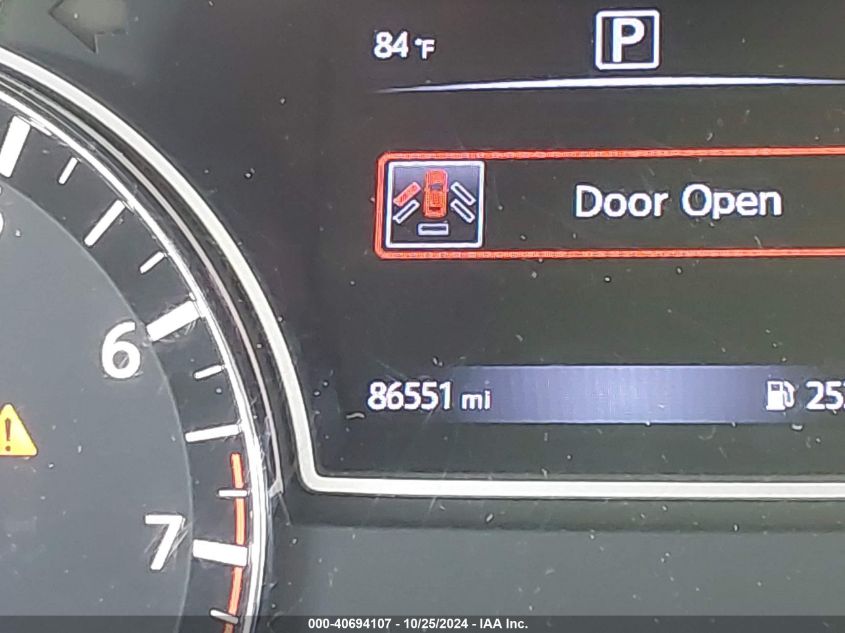 84 °F
P
Door Open
6
86551 mi
7
000-40694107 - 10/25/2024 - IAA Inc.